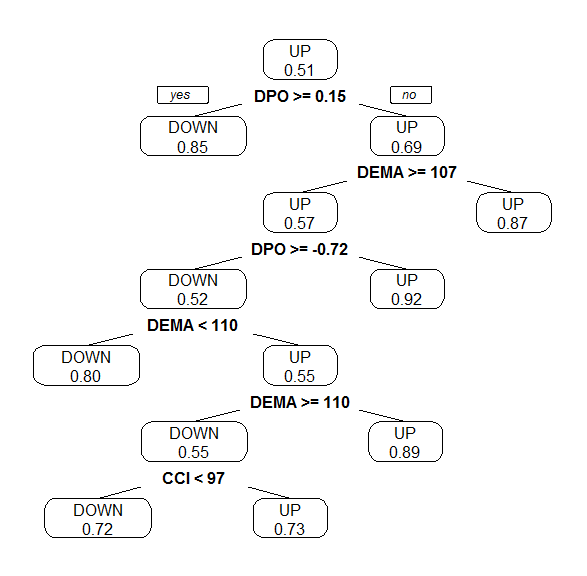 UP
0.51
yes
no
DPO >= 0.15
DOWN
0.85
UP
0.69
DEMA >= 107
UP
0.57
UP
0.87
DPO >= -0.72
DOWN
0.52
UP
0.92
DEMA < 110
DOWN
0.80
UP
0.55
DEMA >= 110
DOWN
0.55
UP
0.89
CCI < 97
DOWN
0.72
UP
0.73